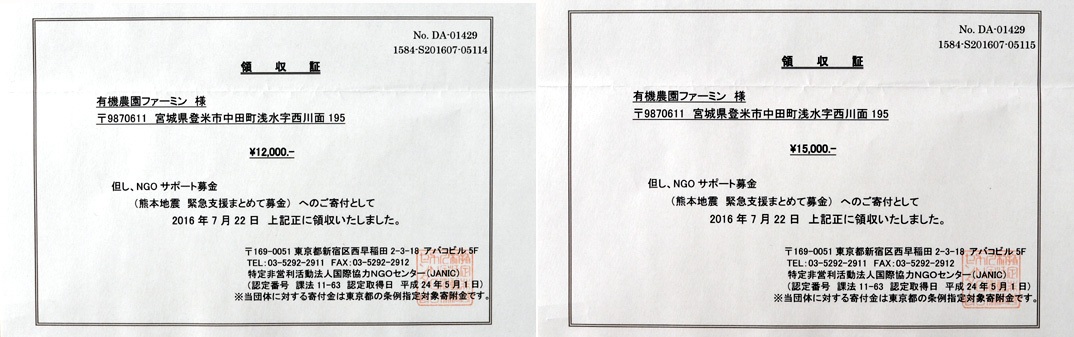 No. DA-01429
1584-S201607-05114
領 収 証
有機農園ファーミン 様
〒9870611 宮城県登米市中田町浅水字西川面 195
¥12,000.-
但し、NGO サポート募金
（熊本地震 緊急支援まとめて募金） へのご寄付として
2016 年 7 月 22 日 上記正に領収いたしました。
〒169-0051 東京都新宿区西早稲田 2-3-18 アバコビル 5F
TEL:03-5292-2911 FAX:03-5292-2912
特定非営利活動法人国際協力NGOセンター(JANIC)
（認定番号 課法 11-63 認定取得日 平成 24 年 5 月 1 日）
※当団体に対する寄付金は東京都の条例指定対象寄附金です。
No. DA-01429
1584-S201607-05115
領 収 証
有機農園ファーミン 様
〒9870611 宮城県登米市中田町浅水字西川面 195
¥15,000.-
但し、NGO サポート募金
（熊本地震 緊急支援まとめて募金） へのご寄付として
2016 年 7 月 22 日 上記正に領収いたしました。
〒169-0051 東京都新宿区西早稲田 2-3-18 アバコビル 5F
TEL:03-5292-2911 FAX:03-5292-2912
特定非営利活動法人国際協力NGOセンター(JANIC)
（認定番号 課法 11-63 認定取得日 平成 24 年 5 月 1 日）
※当団体に対する寄付金は東京都の条例指定対象寄附金です。